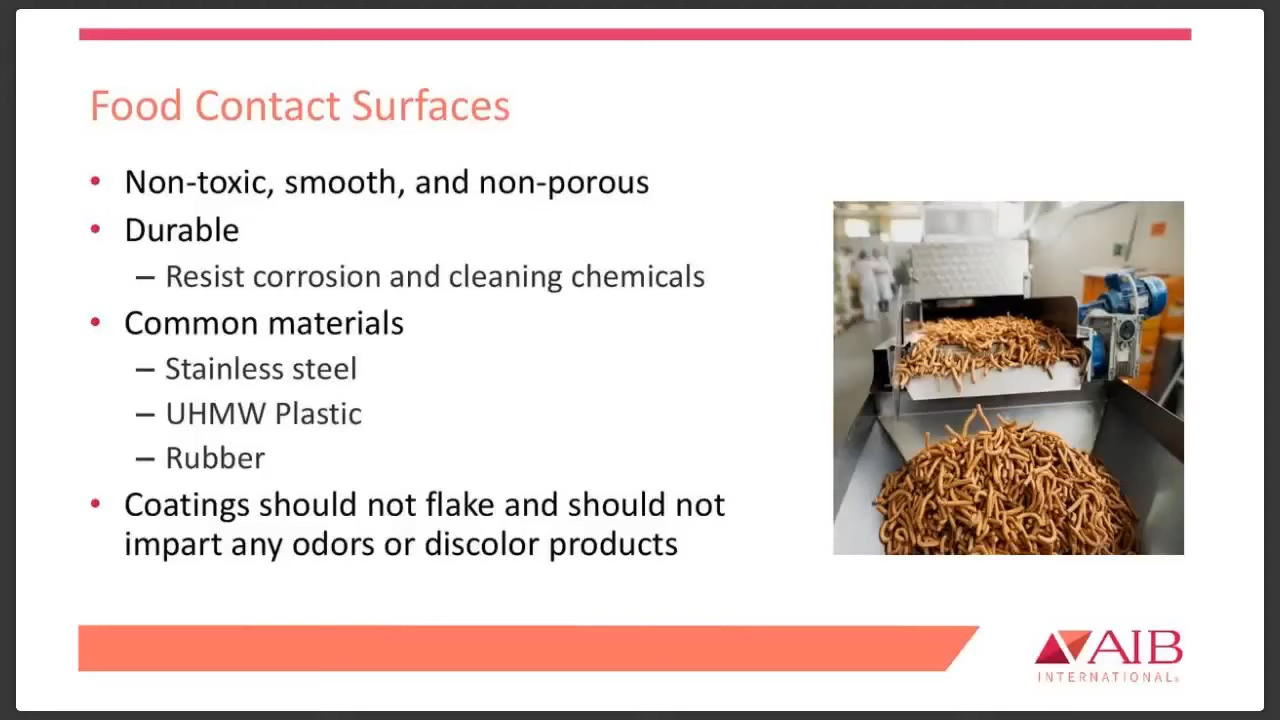 Food Contact Surfaces
• Non-toxic, smooth, and non-porous
• Durable
– Resist corrosion and cleaning chemicals
• Common materials
– Stainless steel
– UHMW Plastic
– Rubber
• Coatings should not flake and should not
impart any odors or discolor products
AIB
INTERNATIONAL®